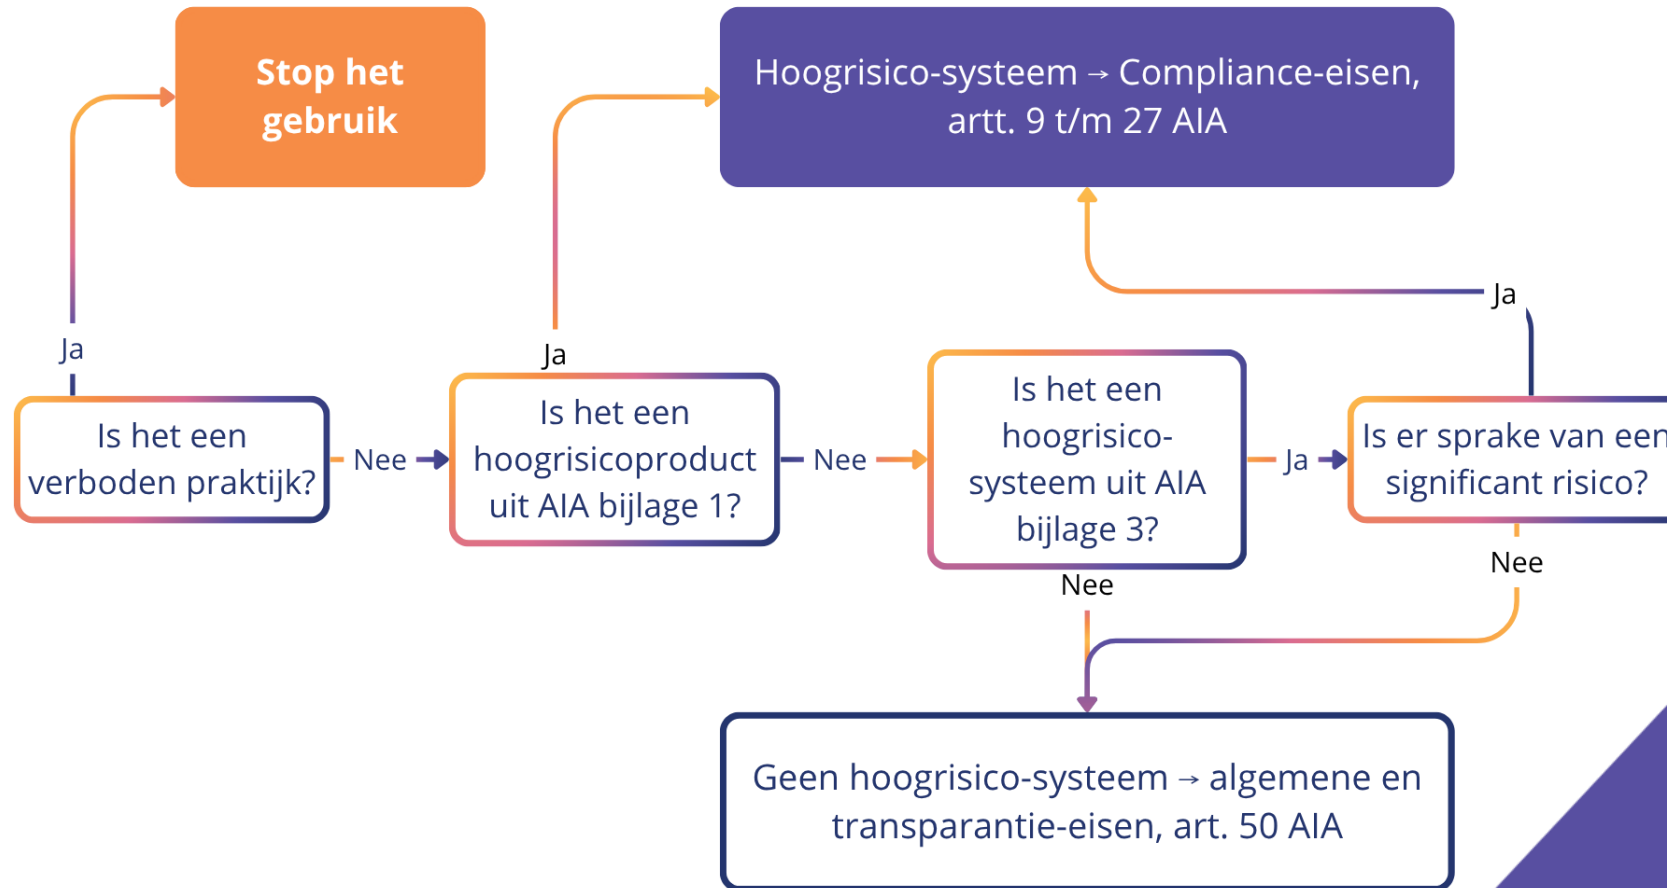 Stop het
gebruik
Hoogrisico-systeem → Compliance-eisen,
artt. 9 t/m 27 AIA
Ja
Ja
Ja
Is het een
verboden praktijk?
Nee
Is het een
hoogrisicoproduct
uit AIA bijlage 1?
Nee
Is het een
hoogrisico-
systeem uit AIA
bijlage 3?
Ja
Is er sprake van een
significant risico?
Nee
Nee
Geen hoogrisico-systeem → algemene en
transparantie-eisen, art. 50 AIA